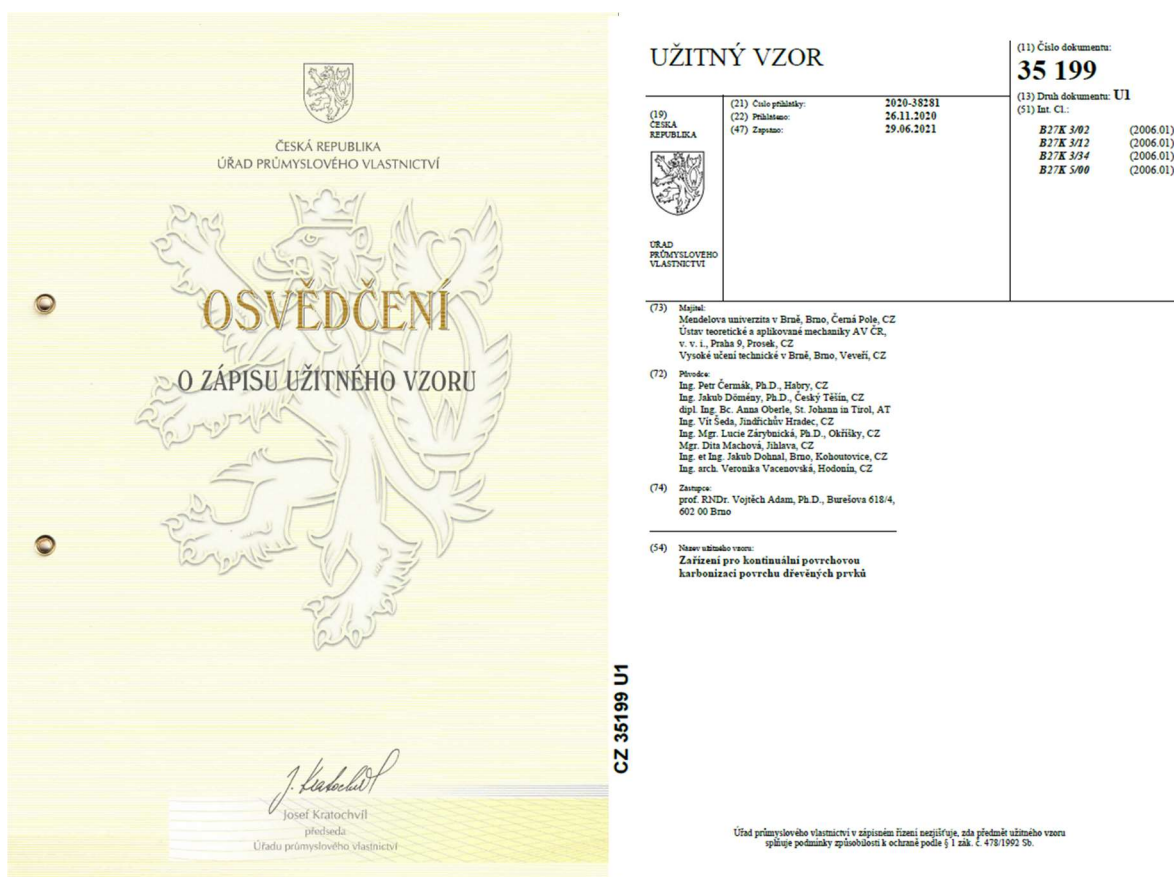 ČESKÁ REPUBLIKA
ÚŘAD PRŮMYSLOVÉHO VLASTNICTVÍ
OSVĚDČENÍ
O ZÁPISU UŽITNÉHO VZORU
J. Kratochvíl
Josef Kratochvíl
předseda
Úřadu průmyslového vlastnictví
CZ 35199 U1
UŽITNÝ VZOR
(11) Číslo dokumentu:
35 199
(13) Druh dokumentu: U1
(51) Int. Cl.:
B27K 3/02 (2006.01)
B27K 3/12 (2006.01)
B27K 3/34 (2006.01)
B27K 5/00 (2006.01)
(19)
ČESKÁ
REPUBLIKA
(21) Číslo přihlášky: 2020-38281
(22) Přihlášeno: 26.11.2020
(47) Zapsáno: 29.06.2021
ÚŘAD
PRŮMYSLOVÉHO
VLASTNICTVÍ
(73) Majitel:
Mendelova univerzita v Brně, Brno, Černá Pole, CZ
Ústav teoretické a aplikované mechaniky AV ČR,
v. v. i., Praha 9, Prosek, CZ
Vysoké učení technické v Brně, Brno, Veveří, CZ
(72) Původce:
Ing. Petr Čermák, Ph.D., Habry, CZ
Ing. Jakub Dömény, Ph.D., Český Těšín, CZ
dipl. Ing. Bc. Anna Oberle, St. Johann in Tirol, AT
Ing. Vít Šeda, Jindřichův Hradec, CZ
Ing. Mgr. Lucie Zárybnická, Ph.D., Okříšky, CZ
Mgr. Dita Machová, Jihlava, CZ
Ing. et Ing. Jakub Dohnal, Brno, Kohoutovice, CZ
Ing. arch. Veronika Vacenovská, Hodonín, CZ
(74) Zástupce:
prof. RNDr. Vojtěch Adam, Ph.D., Burešova 618/4,
602 00 Brno
(54) Název užitného vzoru:
Zařízení pro kontinuální povrchovou
karbonizaci povrchu dřevěných prvků
Úřad průmyslového vlastnictví v zápisném řízení nezjišťuje, zda předmět užitného vzoru
splňuje podmínky způsobilosti k ochraně podle § 1 zák. č. 478/1992 Sb.